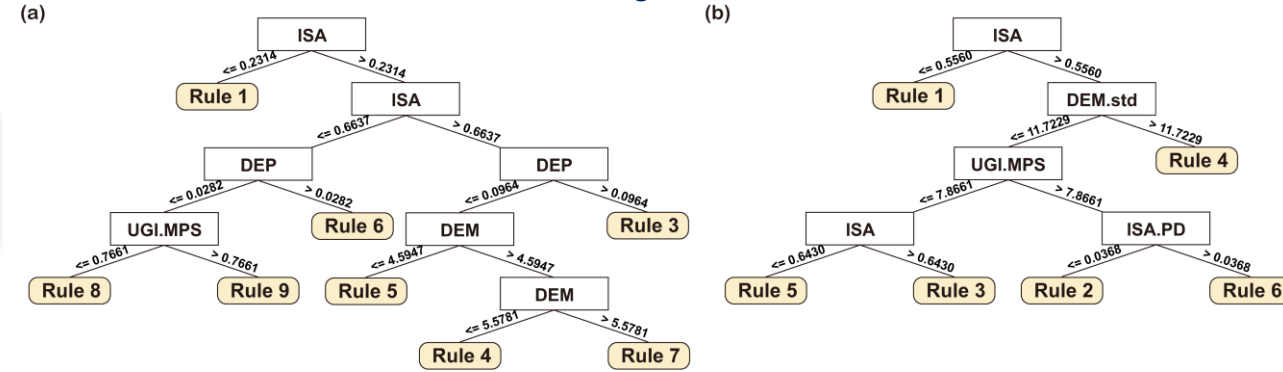 (a)
(b)
ISA
ISA
<= 0.2314
> 0.2314
<= 0.5560
> 0.5560
Rule 1
ISA
Rule 1
DEM.std
<= 0.6637
> 0.6637
<= 11.7229
> 11.7229
DEP
DEP
UGI.MPS
Rule 4
<= 0.0282
> 0.0282
<= 0.0964
> 0.0964
<= 7.8661
> 7.8661
UGI.MPS
Rule 6
DEM
Rule 3
ISA
ISA.PD
<= 0.7661
> 0.7661
<= 4.5947
> 4.5947
<= 0.6430
> 0.6430
<= 0.0368
> 0.0368
Rule 8
Rule 9
Rule 5
DEM
Rule 5
Rule 3
Rule 2
Rule 6
<= 5.5781
> 5.5781
Rule 4
Rule 7